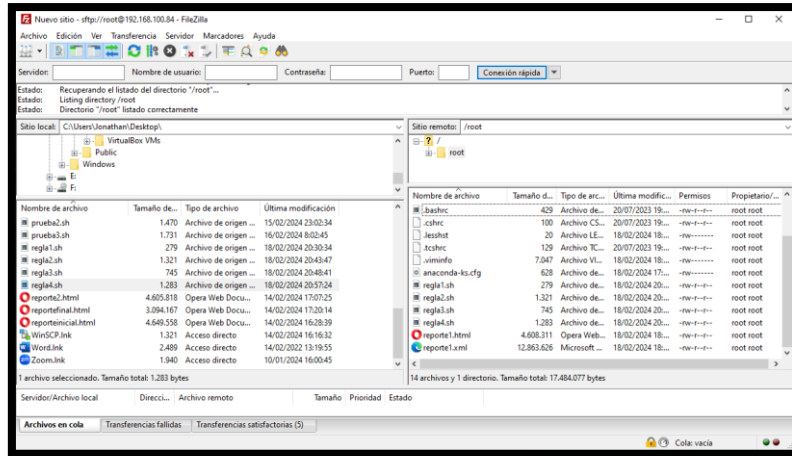 Nuevo sitio - sftp://root@192.168.100.84 - FileZilla
Archivo Edición Ver Transferencia Servidor Marcadores Ayuda
Servidor: Nombre de usuario: Contraseña: Puerto: Conexión rápida
Estado: Recuperando el listado del directorio "/root"...
Estado: Listing directory /root
Estado: Directorio "/root" listado correctamente
Sitio local: C:\Users\Jonathan\Desktop\
VirtualBox VMs
Public
Windows
E:
F:
Sitio remoto: /root
/
root
Nombre de archivo Tamaño de... Tipo de archivo Última modificación
prueba2.sh 1.470 Archivo de origen ... 15/02/2024 23:02:34
prueba3.sh 1.731 Archivo de origen ... 16/02/2024 8:02:45
regla1.sh 279 Archivo de origen ... 18/02/2024 20:30:34
regla2.sh 1.321 Archivo de origen ... 18/02/2024 20:43:47
regla3.sh 745 Archivo de origen ... 18/02/2024 20:48:41
regla4.sh 1.283 Archivo de origen ... 18/02/2024 20:57:24
reporte2.html 4.605.818 Opera Web Docu... 14/02/2024 17:07:25
reportefinal.html 3.094.167 Opera Web Docu... 14/02/2024 17:20:14
reporteinicial.html 4.649.558 Opera Web Docu... 14/02/2024 16:28:39
WinSCP.lnk 1.321 Acceso directo 14/02/2024 16:16:32
Word.lnk 2.489 Acceso directo 14/02/2022 13:19:55
Zoom.lnk 1.940 Acceso directo 10/01/2024 16:00:45
1 archivo seleccionado. Tamaño total: 1.283 bytes
Nombre de archivo Tamaño d... Tipo de arc... Última modific... Permisos Propietario/...
.bashrc 429 Archivo de... 20/07/2023 19:... -rw-r--r-- root root
.cshrc 100 Archivo CS... 20/07/2023 19:... -rw-r--r-- root root
.lesshst 20 Archivo LE... 18/02/2024 18:... -rw------- root root
.tcshrc 129 Archivo TC... 20/07/2023 19:... -rw-r--r-- root root
.viminfo 7.047 Archivo VI... 18/02/2024 18:... -rw------- root root
anaconda-ks.cfg 628 Archivo de... 18/02/2024 17:... -rw------- root root
regla1.sh 279 Archivo de... 18/02/2024 20:... -rw-r--r-- root root
regla2.sh 1.321 Archivo de... 18/02/2024 20:... -rw-r--r-- root root
regla3.sh 745 Archivo de... 18/02/2024 20:... -rw-r--r-- root root
regla4.sh 1.283 Archivo de... 18/02/2024 20:... -rw-r--r-- root root
reporte1.html 4.608.311 Opera Web... 18/02/2024 18:... -rw-r--r-- root root
reporte1.xml 12.863.626 Microsoft ... 18/02/2024 18:... -rw-r--r-- root root
14 archivos y 1 directorio. Tamaño total: 17.484.077 bytes
Servidor/Archivo local Direcci... Archivo remoto Tamaño Prioridad Estado
Archivos en cola Transferencias fallidas Transferencias satisfactorias (5)
Cola: vacía